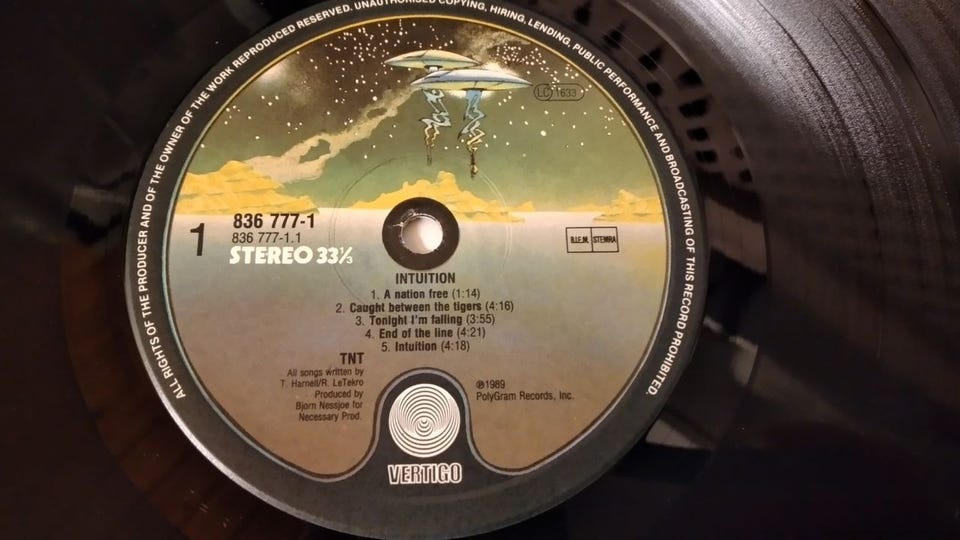 ALL RIGHTS OF THE PRODUCER AND OF THE OWNER OF THE WORK REPRODUCED RESERVED. UNAUTHORISED COPYING, HIRING, LENDING, PUBLIC PERFORMANCE AND BROADCASTING OF THIS RECORD PROHIBITED.
LC 1633
1
836 777-1
836 777-1.1
STEREO 33⅓
B.I.E.M. STEMRA
INTUITION
1. A nation free (1:14)
2. Caught between the tigers (4:16)
3. Tonight I'm falling (3:55)
4. End of the line (4:21)
5. Intuition (4:18)
TNT
All songs written by
T. Harnell/R. LeTekro
Produced by
Bjorn Nessjoe for
Necessary Prod.
℗1989
PolyGram Records, Inc.
VERTIGO